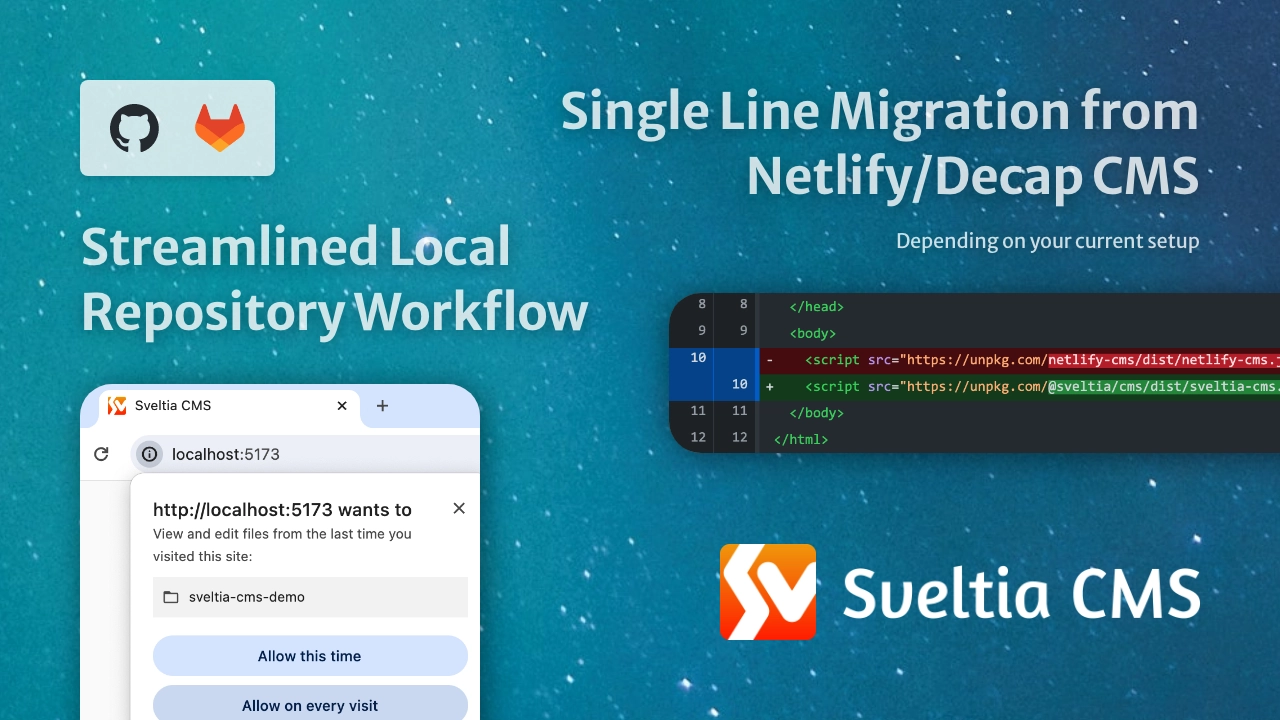 Streamlined Local
Repository Workflow
Sveltia CMS
localhost:5173
http://localhost:5173 wants to
View and edit files from the last time you
visited this site:
sveltia-cms-demo
Allow this time
Allow on every visit
Single Line Migration from
Netlify/Decap CMS
Depending on your current setup
8 8 </head>
9 9 <body>
10 - <script src="https://unpkg.com/netlify-cms/dist/netlify-cms.j
10 + <script src="https://unpkg.com/@sveltia/cms/dist/sveltia-cms.
11 11 </body>
12 12 </html>
Sveltia CMS